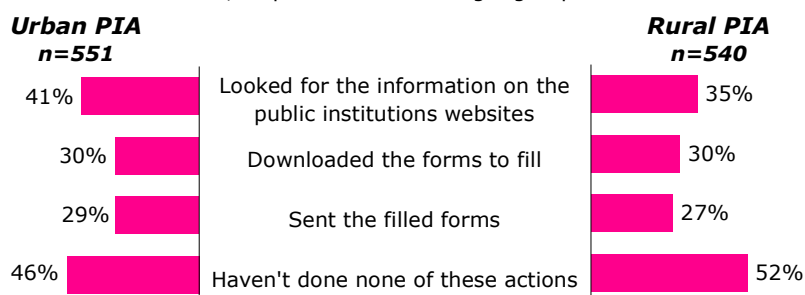 Urban PIA
n=551
Rural PIA
n=540
41%
Looked for the information on the
public institutions websites
35%
30%
Downloaded the forms to fill
30%
29%
Sent the filled forms
27%
46%
Haven't done none of these actions
52%